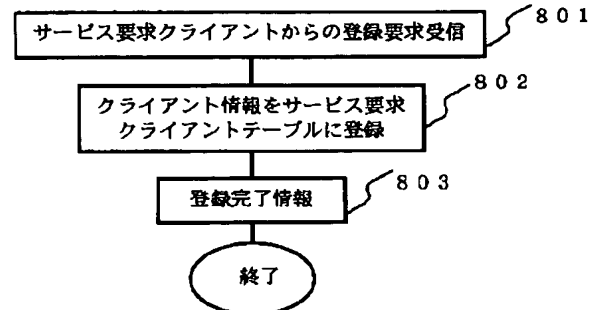 サービス要求クライアントからの登録要求受信
801
クライアント情報をサービス要求
クライアントテーブルに登録
802
登録完了情報
803
終了